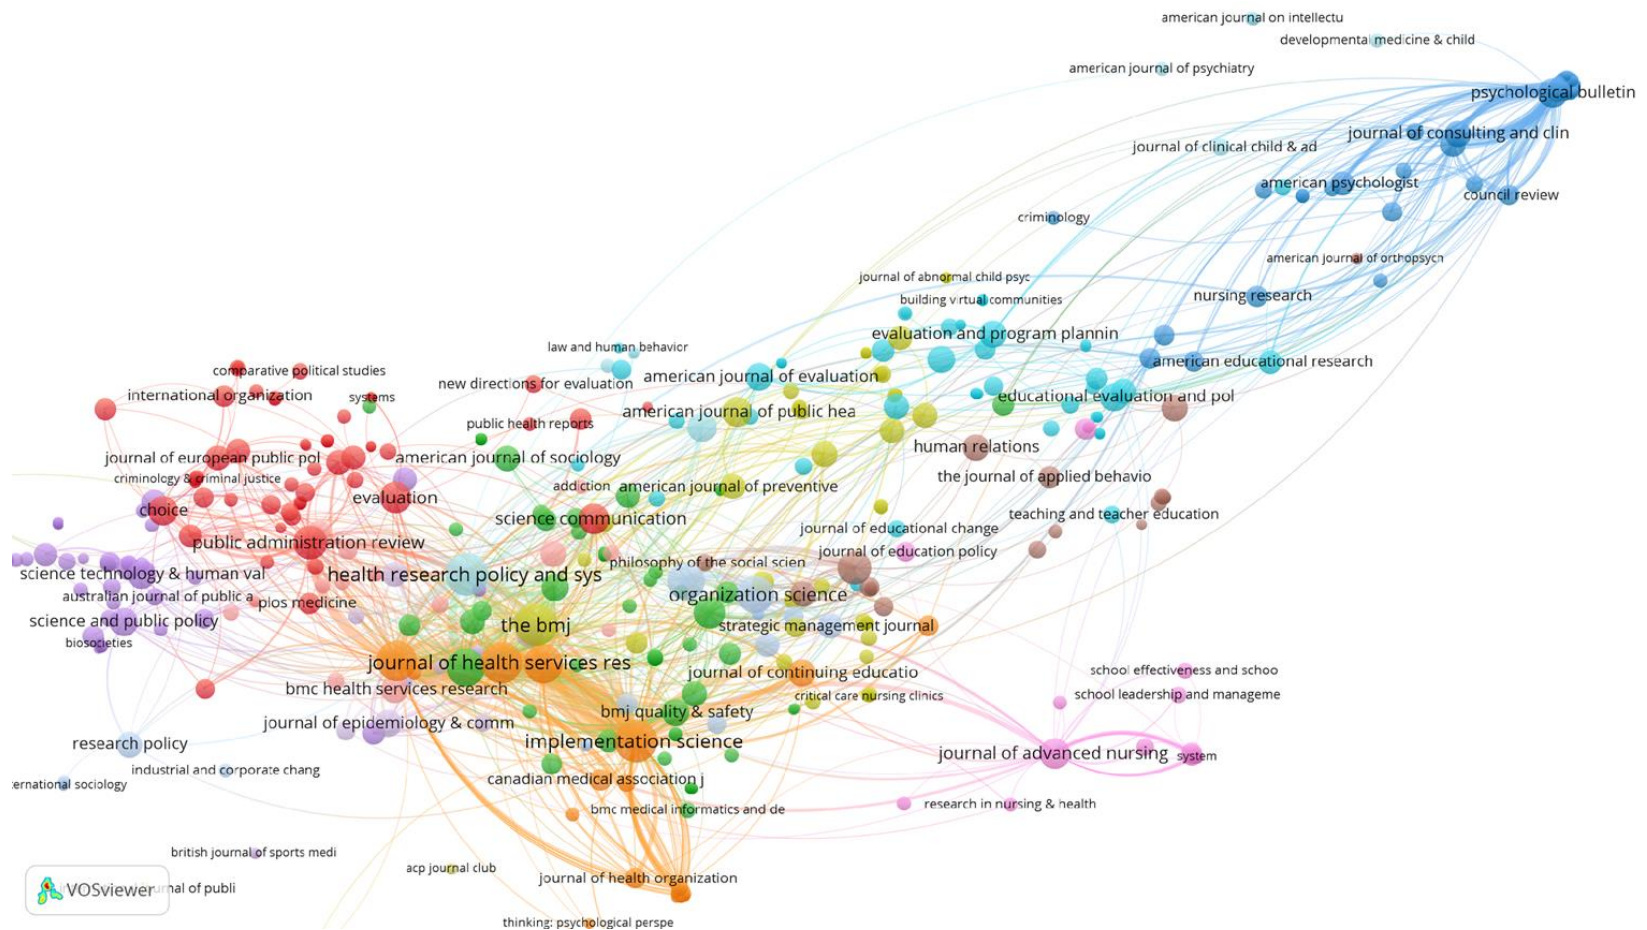 american journal on intellectu
developmental medicine & child
american journal of psychiatry
psychological bulletin
journal of consulting and clin
journal of clinical child & ad
american psychologist
council review
criminology
american journal of orthopsych
journal of abnormal child psyc
nursing research
building virtual communities
evaluation and program plannin
law and human behavior
american educational research
comparative political studies
new directions for evaluation
american journal of evaluation
international organization
systems
educational evaluation and pol
american journal of public hea
public health reports
human relations
journal of european public pol
american journal of sociology
criminology & criminal justice
the journal of applied behavio
addiction
american journal of preventive
evaluation
choice
science communication
teaching and teacher education
journal of educational change
public administration review
journal of education policy
philosophy of the social scien
science technology & human val
health research policy and sys
australian journal of public a
plos medicine
organization science
science and public policy
the bmj
strategic management journal
biosocieties
journal of health services res
school effectiveness and schoo
journal of continuing educatio
bmc health services research
critical care nursing clinics
school leadership and manageme
bmj quality & safety
journal of epidemiology & comm
research policy
implementation science
journal of advanced nursing
system
industrial and corporate chang
canadian medical association j
ernational sociology
research in nursing & health
bmc medical informatics and de
british journal of sports medi
acp journal club
journal of health organization
VOSviewer
nal of publi
thinking: psychological perspe